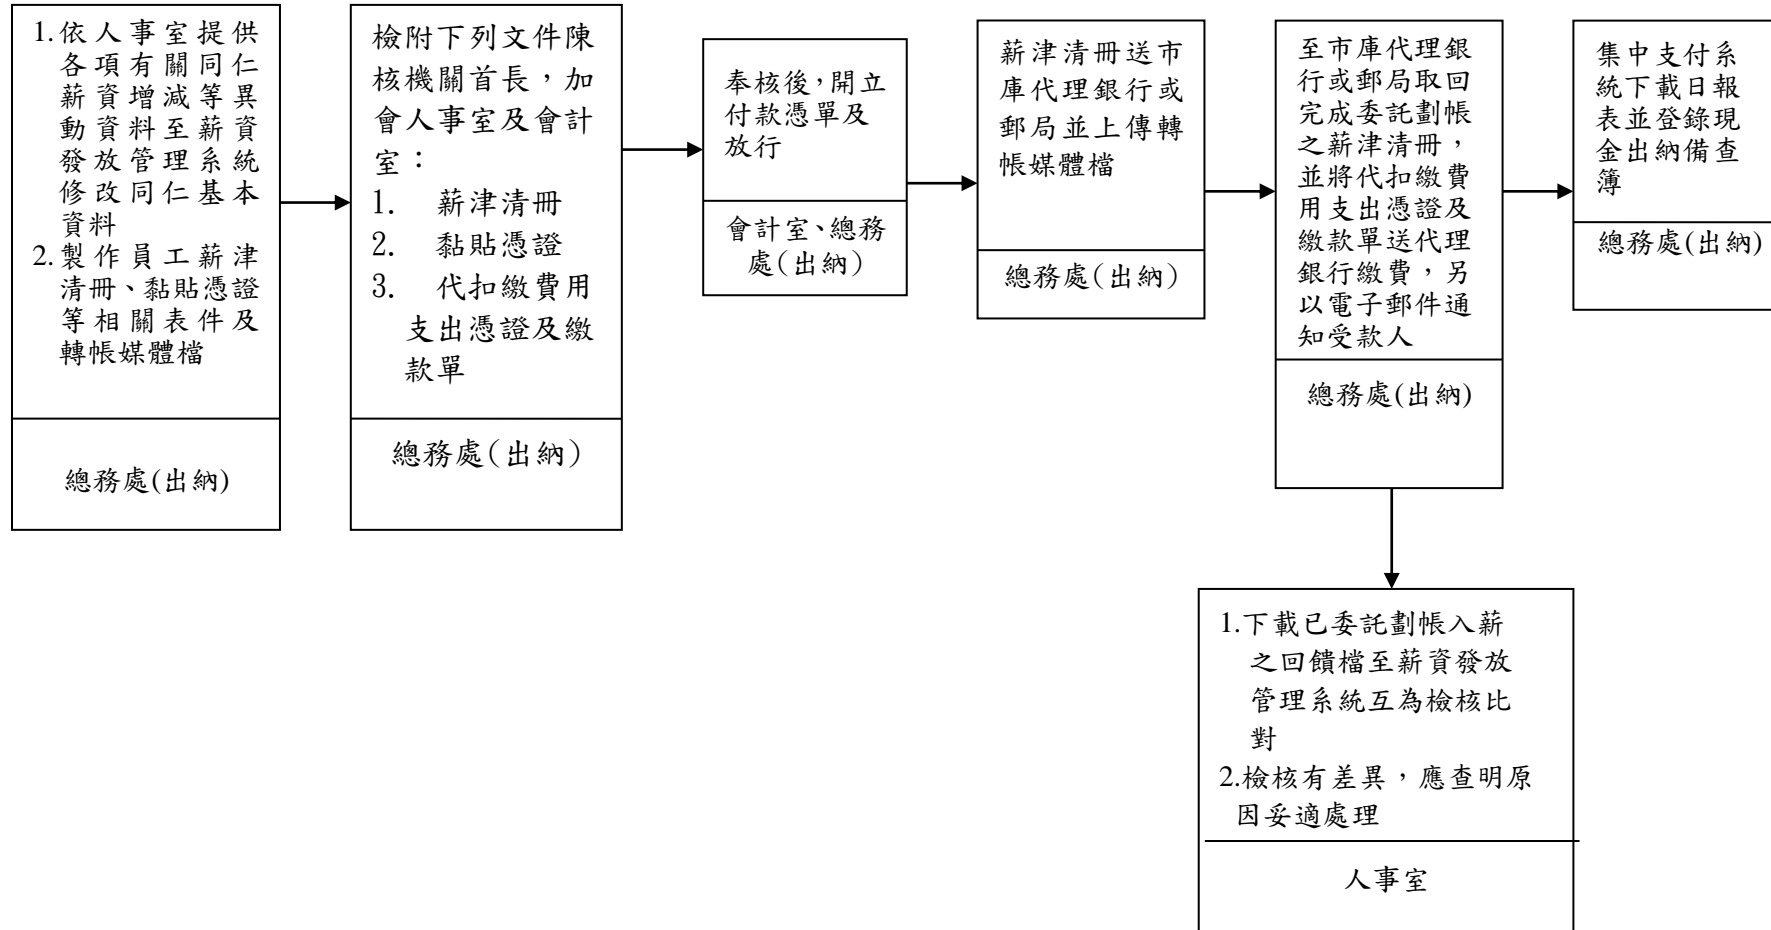 1.依人事室提供
各項有關同仁
薪資增減等異
動資料至薪資
發放管理系統
修改同仁基本
資料
2.製作員工薪津
清冊、黏貼憑證
等相關表件及
轉帳媒體檔
總務處(出納)
檢附下列文件陳
核機關首長，加
會人事室及會計
室：
1. 薪津清冊
2. 黏貼憑證
3. 代扣繳費用
支出憑證及繳
款單
總務處(出納)
奉核後，開立
付款憑單及
放行
會計室、總務
處(出納)
薪津清冊送市
庫代理銀行或
郵局並上傳轉
帳媒體檔
總務處(出納)
至市庫代理銀
行或郵局取回
完成委託劃帳
之薪津清冊，
並將代扣繳費
用支出憑證及
繳款單送代理
銀行繳費，另
以電子郵件通
知受款人
總務處(出納)
集中支付系
統下載日報
表並登錄現
金出納備查
簿
總務處(出納)
1.下載已委託劃帳入薪
之回饋檔至薪資發放
管理系統互為檢核比
對
2.檢核有差異，應查明原
因妥適處理
人事室